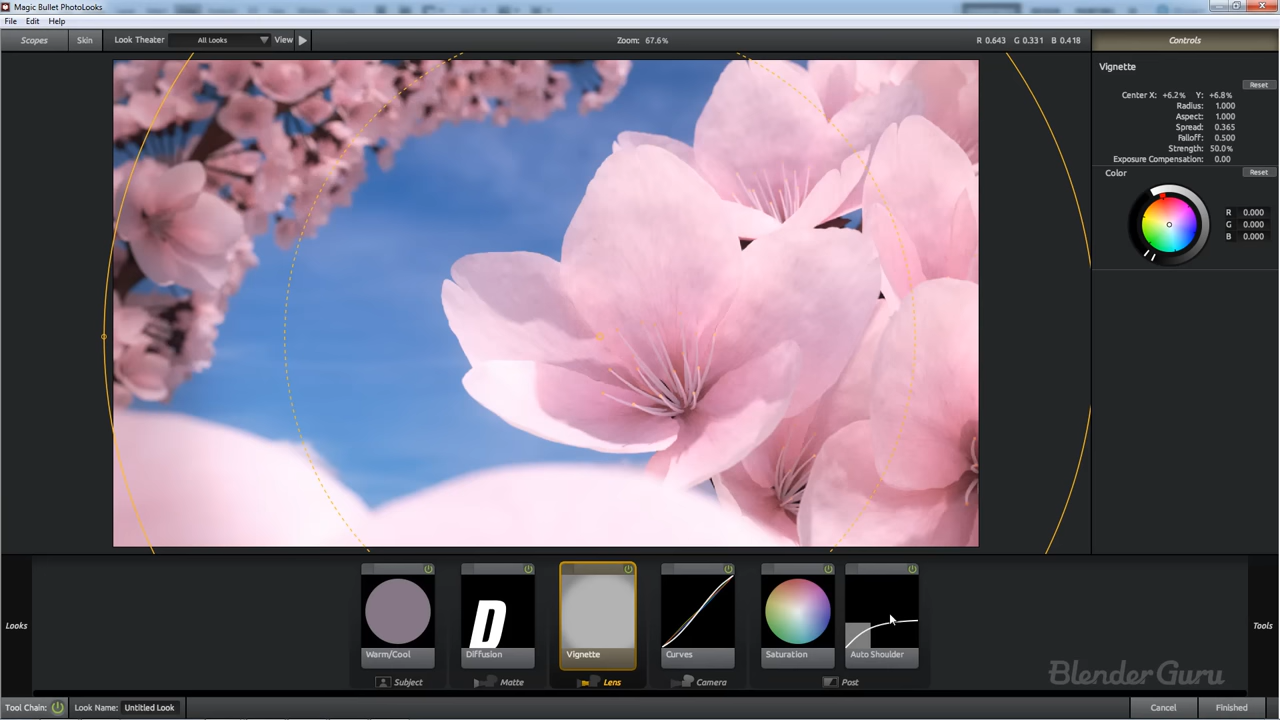 Magic Bullet PhotoLooks
File Edit Help
Scopes Skin Look Theater All Looks View Zoom: 67.6% R 0.643 G 0.331 B 0.418 Controls
Vignette
Reset
Center X: +6.2% Y: +6.8%
Radius: 1.000
Aspect: 1.000
Spread: 0.365
Falloff: 0.500
Strength: 50.0%
Exposure Compensation: 0.00
Color Reset
R 0.000
G 0.000
B 0.000
D
Looks
Tools
Warm/Cool Diffusion Vignette Curves Saturation Auto Shoulder
Subject Matte Lens Camera Post
BlenderGuru
Tool Chain: Look Name: Untitled Look Cancel Finished